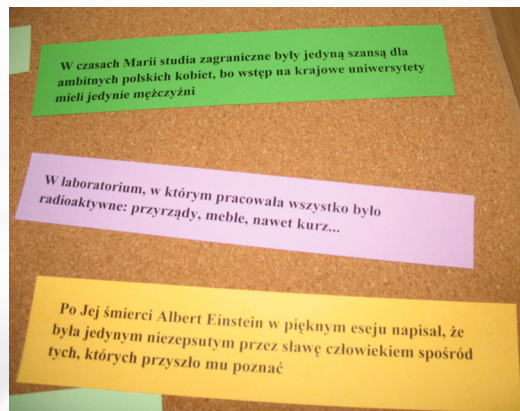 W czasach Marii studia zagraniczne były jedyną szansą dla
ambitnych polskich kobiet, bo wstęp na krajowe uniwersytety
mieli jedynie mężczyźni
W laboratorium, w którym pracowała wszystko było
radioaktywne: przyrządy, meble, nawet kurz...
Po Jej śmierci Albert Einstein w pięknym eseju napisał, że
była jedynym niezepsutym przez sławę człowiekiem spośród
tych, których przyszło mu poznać